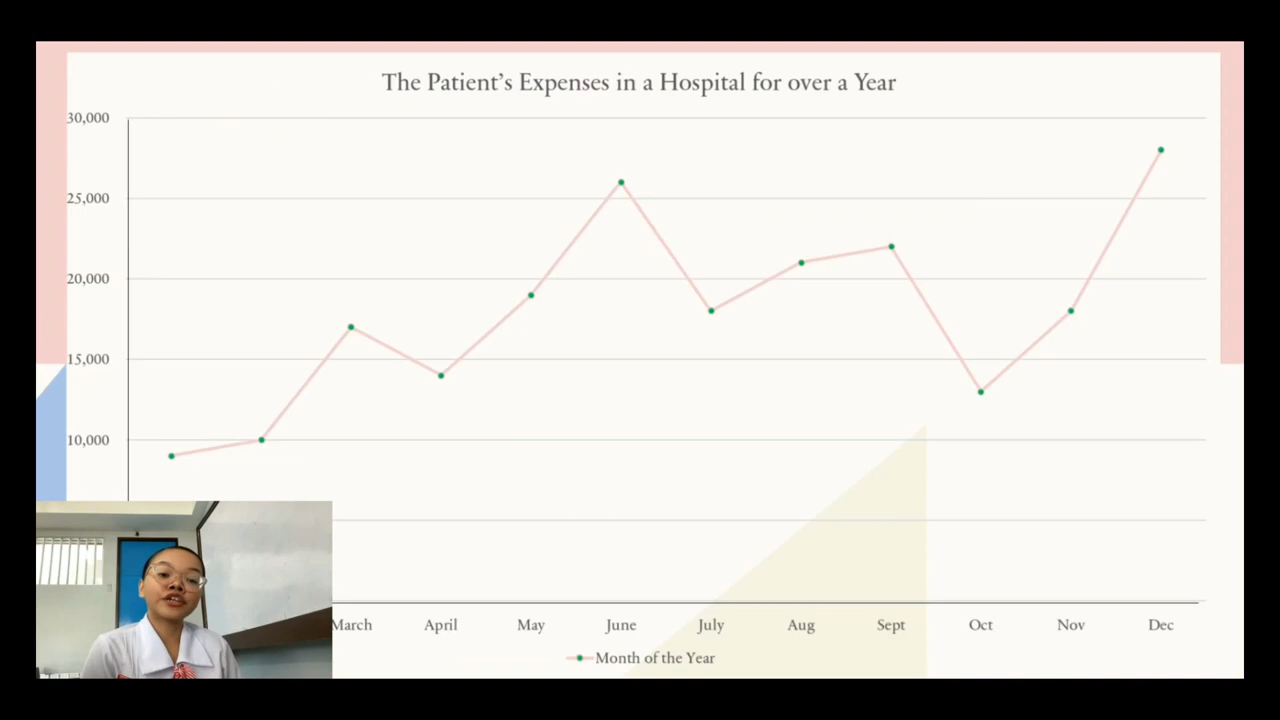 The Patient's Expenses in a Hospital for over a Year
30,000
25,000
20,000
15,000
10,000
March April May June July Aug Sept Oct Nov Dec
Month of the Year